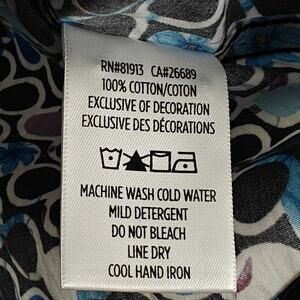 RN#81913 CA#26689
100% COTTON/COTON
EXCLUSIVE OF DECORATION
EXCLUSIVE DES DÉCORATIONS
MACHINE WASH COLD WATER
MILD DETERGENT
DO NOT BLEACH
LINE DRY
COOL HAND IRON